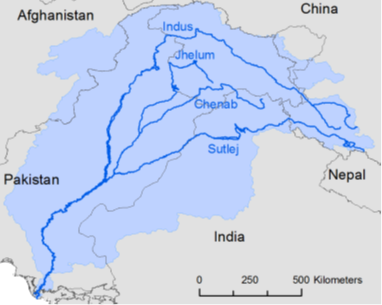 Afghanistan
China
Indus
Jhelum
Chenab
Sutlej
Pakistan
Nepal
India
0 250 500 Kilometers